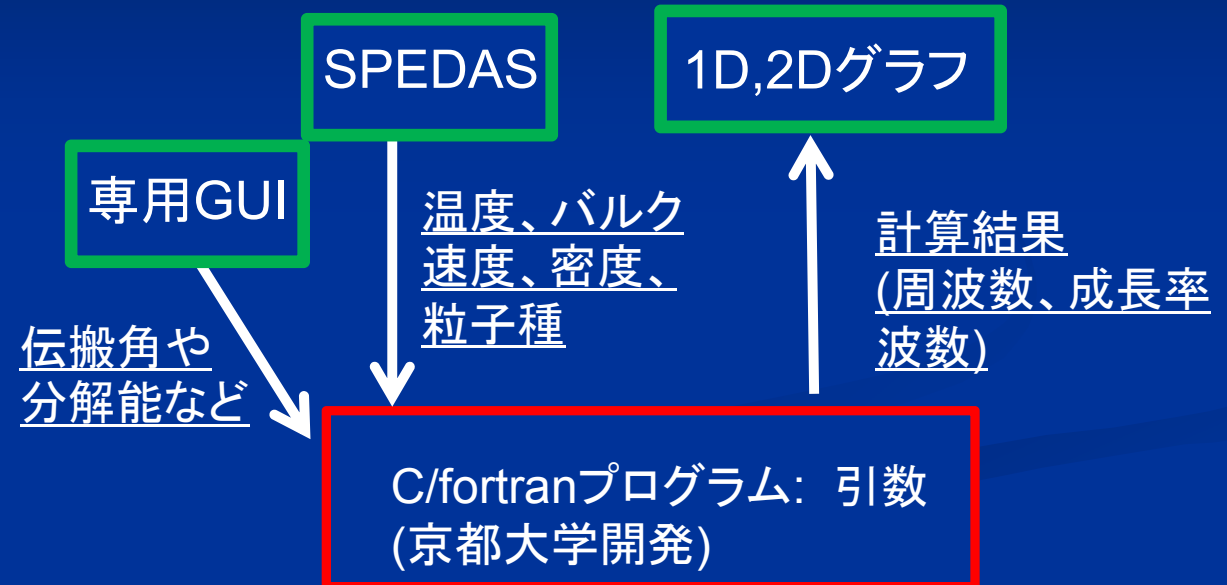 SPEDAS
1D,2Dグラフ
専用GUI
温度、バルク
速度、密度、
粒子種
計算結果
(周波数、成長率
波数)
伝搬角や
分解能など
C/fortranプログラム: 引数
(京都大学開発)